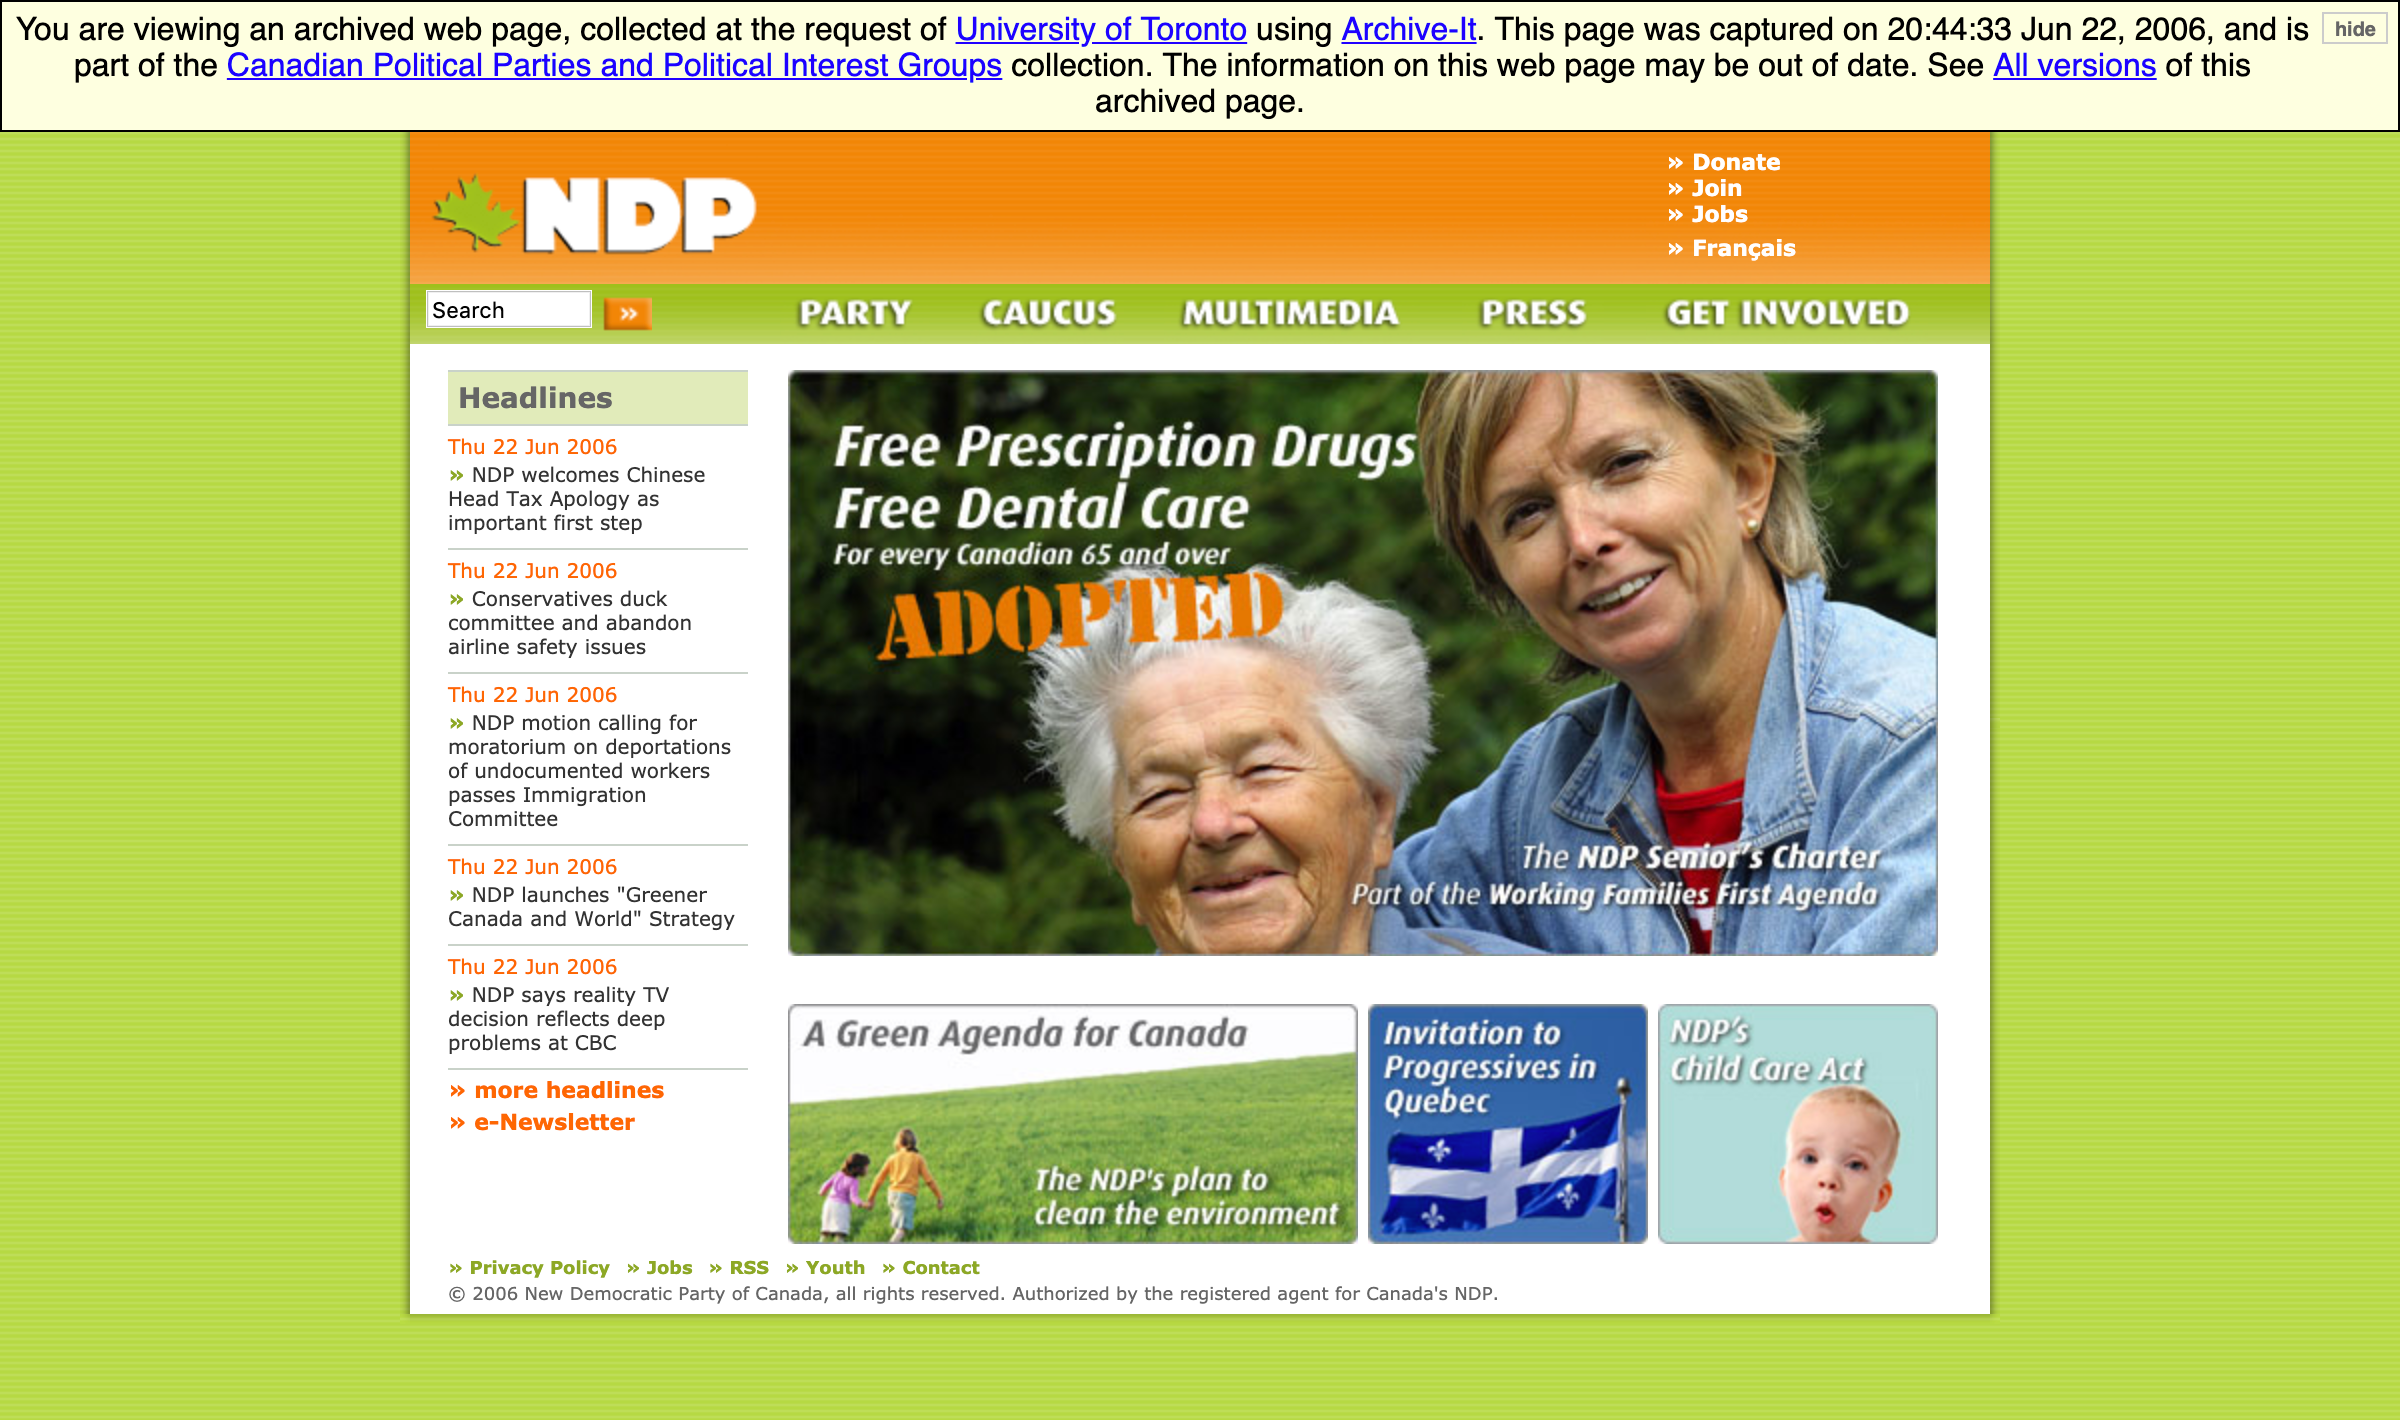 You are viewing an archived web page, collected at the request of University of Toronto using Archive-It. This page was captured on 20:44:33 Jun 22, 2006, and is
part of the Canadian Political Parties and Political Interest Groups collection. The information on this web page may be out of date. See All versions of this
archived page.
hide
NDP
» Donate
» Join
» Jobs
» Français
Search
»
PARTY CAUCUS MULTIMEDIA PRESS GET INVOLVED
Headlines
Thu 22 Jun 2006
» NDP welcomes Chinese
Head Tax Apology as
important first step
Thu 22 Jun 2006
» Conservatives duck
committee and abandon
airline safety issues
Thu 22 Jun 2006
» NDP motion calling for
moratorium on deportations
of undocumented workers
passes Immigration
Committee
Thu 22 Jun 2006
» NDP launches "Greener
Canada and World" Strategy
Thu 22 Jun 2006
» NDP says reality TV
decision reflects deep
problems at CBC
» more headlines
» e-Newsletter
Free Prescription Drugs
Free Dental Care
For every Canadian 65 and over
ADOPTED
The NDP Senior's Charter
Part of the Working Families First Agenda
A Green Agenda for Canada
The NDP's plan to
clean the environment
Invitation to
Progressives in
Quebec
NDP's
Child Care Act
» Privacy Policy » Jobs » RSS » Youth » Contact
© 2006 New Democratic Party of Canada, all rights reserved. Authorized by the registered agent for Canada's NDP.